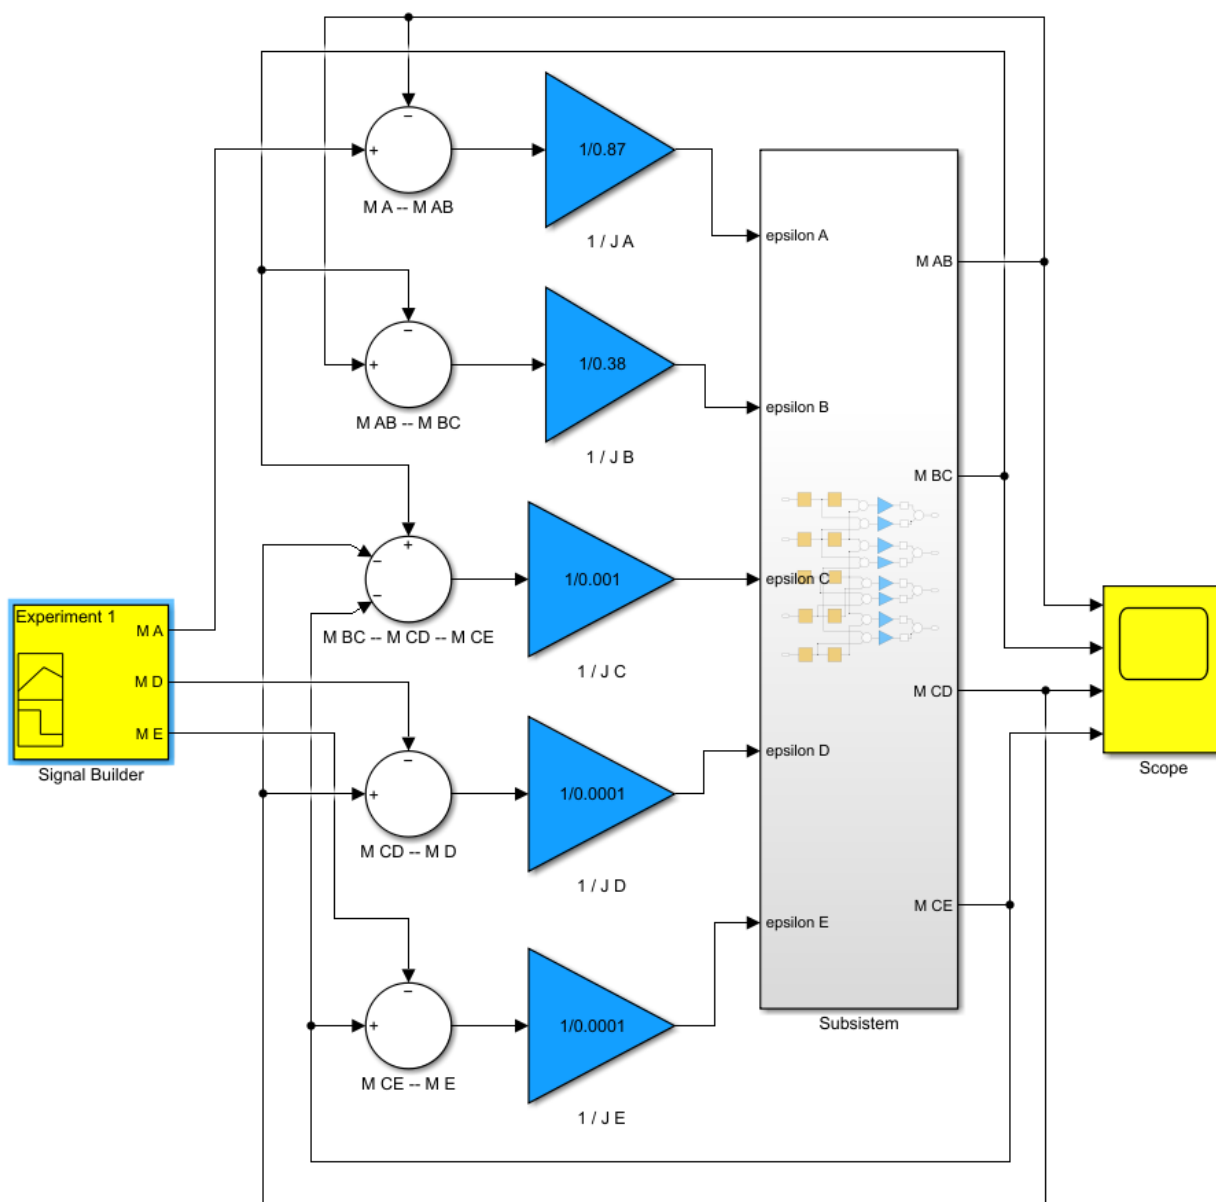 −
+
M A -- M AB
1/0.87
1 / J A
epsilon A
M AB
−
+
M AB -- M BC
1/0.38
1 / J B
epsilon B
M BC
+
−
−
M BC -- M CD -- M CE
1/0.001
1 / J C
epsilon C
Experiment 1
M A
M D
M E
Signal Builder
M CD
Scope
−
+
M CD -- M D
1/0.0001
1 / J D
epsilon D
M CE
epsilon E
−
+
M CE -- M E
1/0.0001
1 / J E
Subsistem